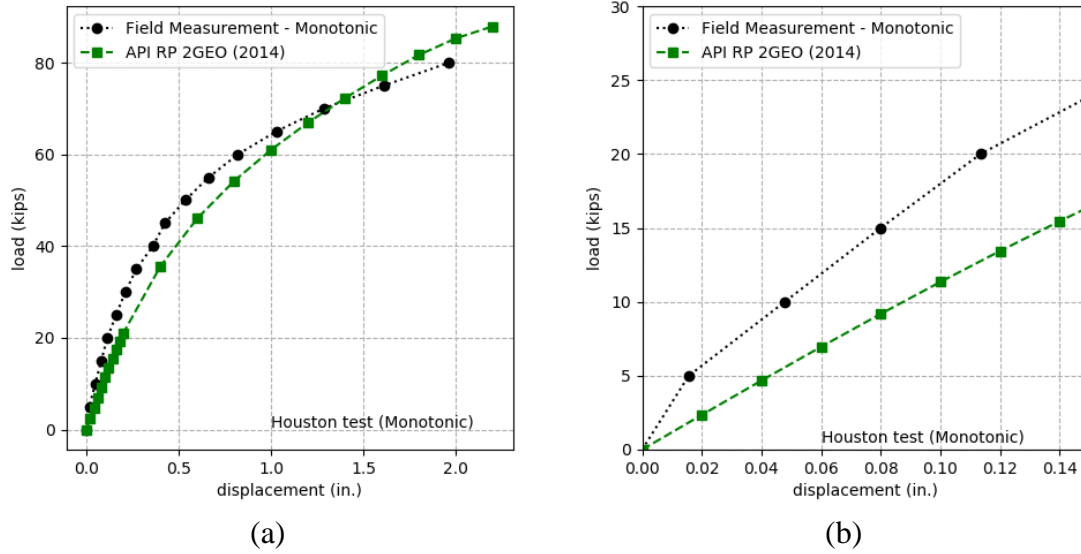 Field Measurement - Monotonic
API RP 2GEO (2014)
80
60
40
20
0
load (kips)
Houston test (Monotonic)
0.0 0.5 1.0 1.5 2.0
displacement (in.)
(a)
30
25
20
15
10
5
0
load (kips)
Field Measurement - Monotonic
API RP 2GEO (2014)
Houston test (Monotonic)
0.00 0.02 0.04 0.06 0.08 0.10 0.12 0.14
displacement (in.)
(b)